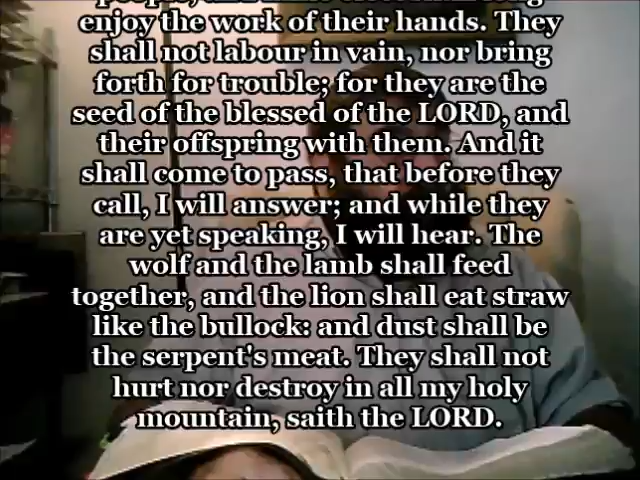 enjoy the work of their hands. They
shall not labour in vain, nor bring
forth for trouble; for they are the
seed of the blessed of the LORD, and
their offspring with them. And it
shall come to pass, that before they
call, I will answer; and while they
are yet speaking, I will hear. The
wolf and the lamb shall feed
together, and the lion shall eat straw
like the bullock: and dust shall be
the serpent's meat. They shall not
hurt nor destroy in all my holy
mountain, saith the LORD.